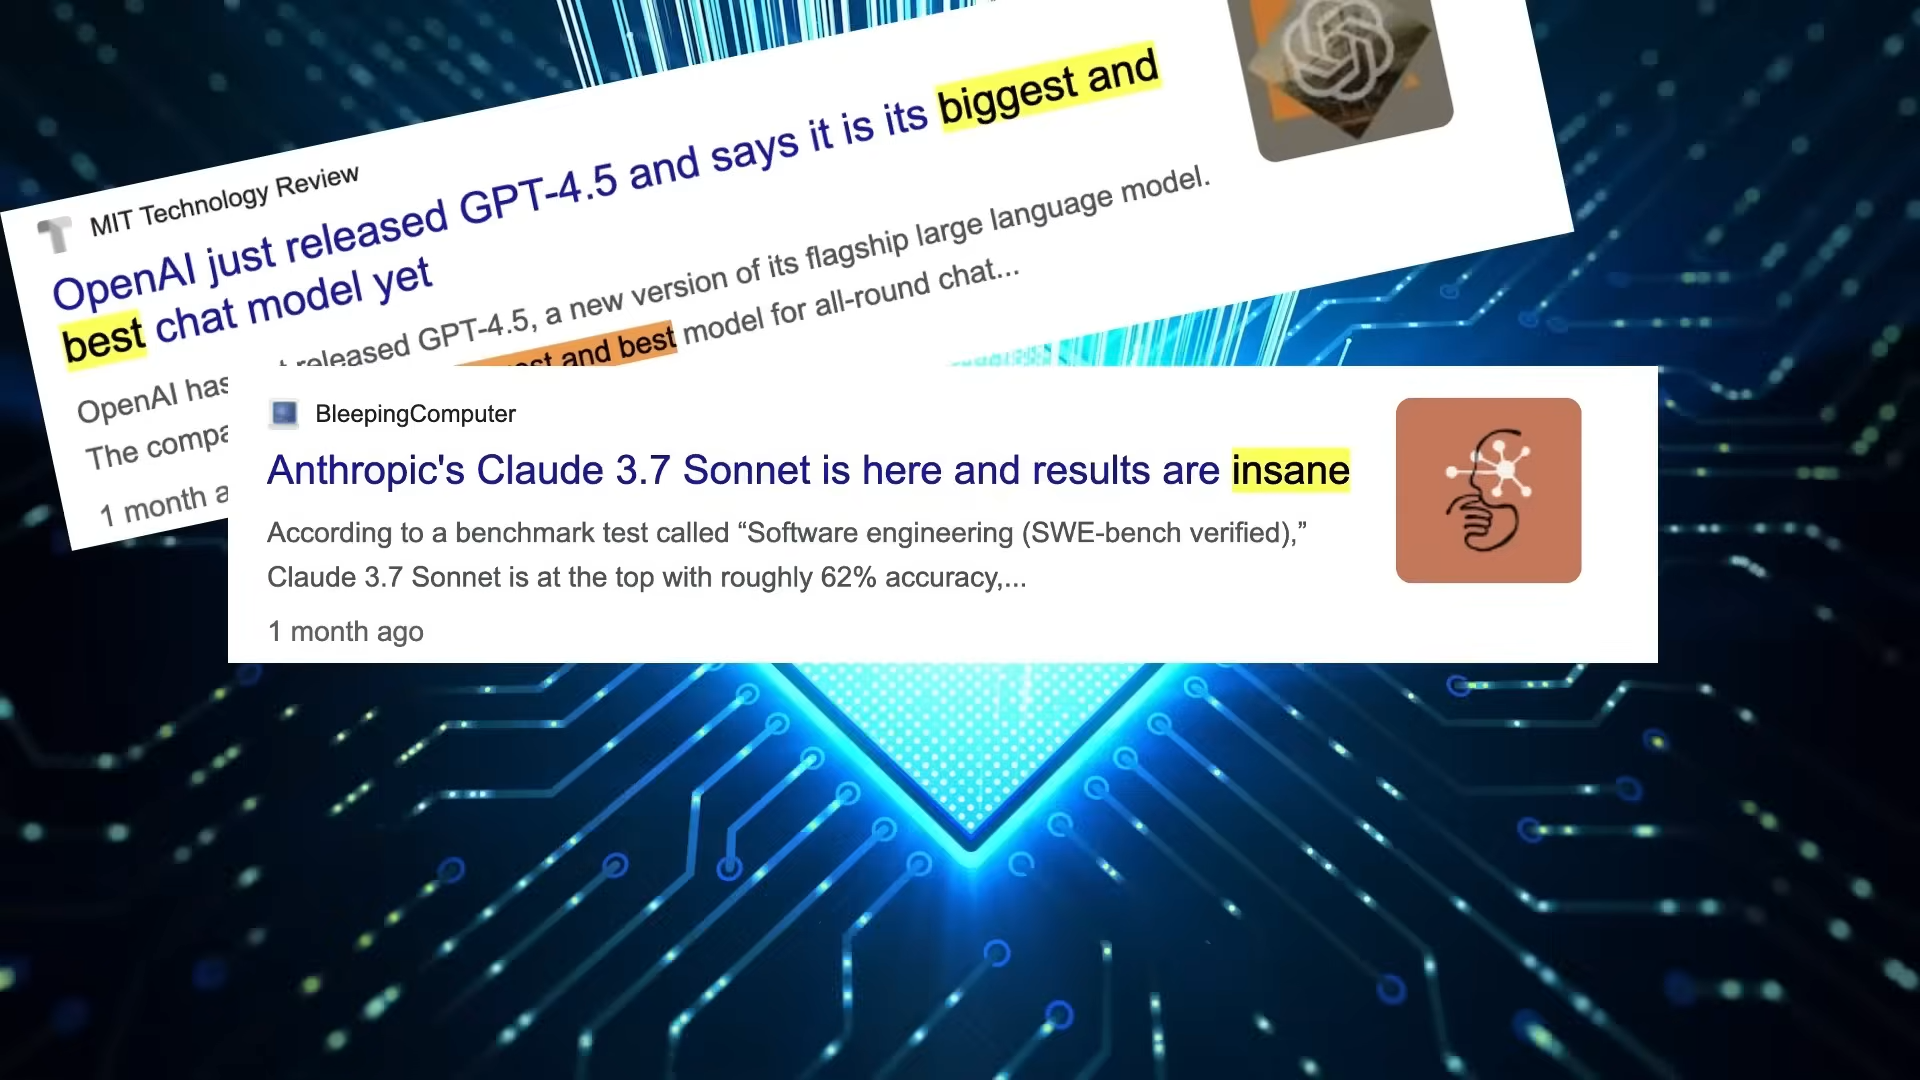 MIT Technology Review
OpenAI just released GPT-4.5 and says it is its biggest and
best chat model yet
OpenAI has released GPT-4.5, a new version of its flagship large language model.
The compa and best model for all-round chat...
1 month a
BleepingComputer
Anthropic's Claude 3.7 Sonnet is here and results are insane
According to a benchmark test called “Software engineering (SWE-bench verified),”
Claude 3.7 Sonnet is at the top with roughly 62% accuracy,...
1 month ago